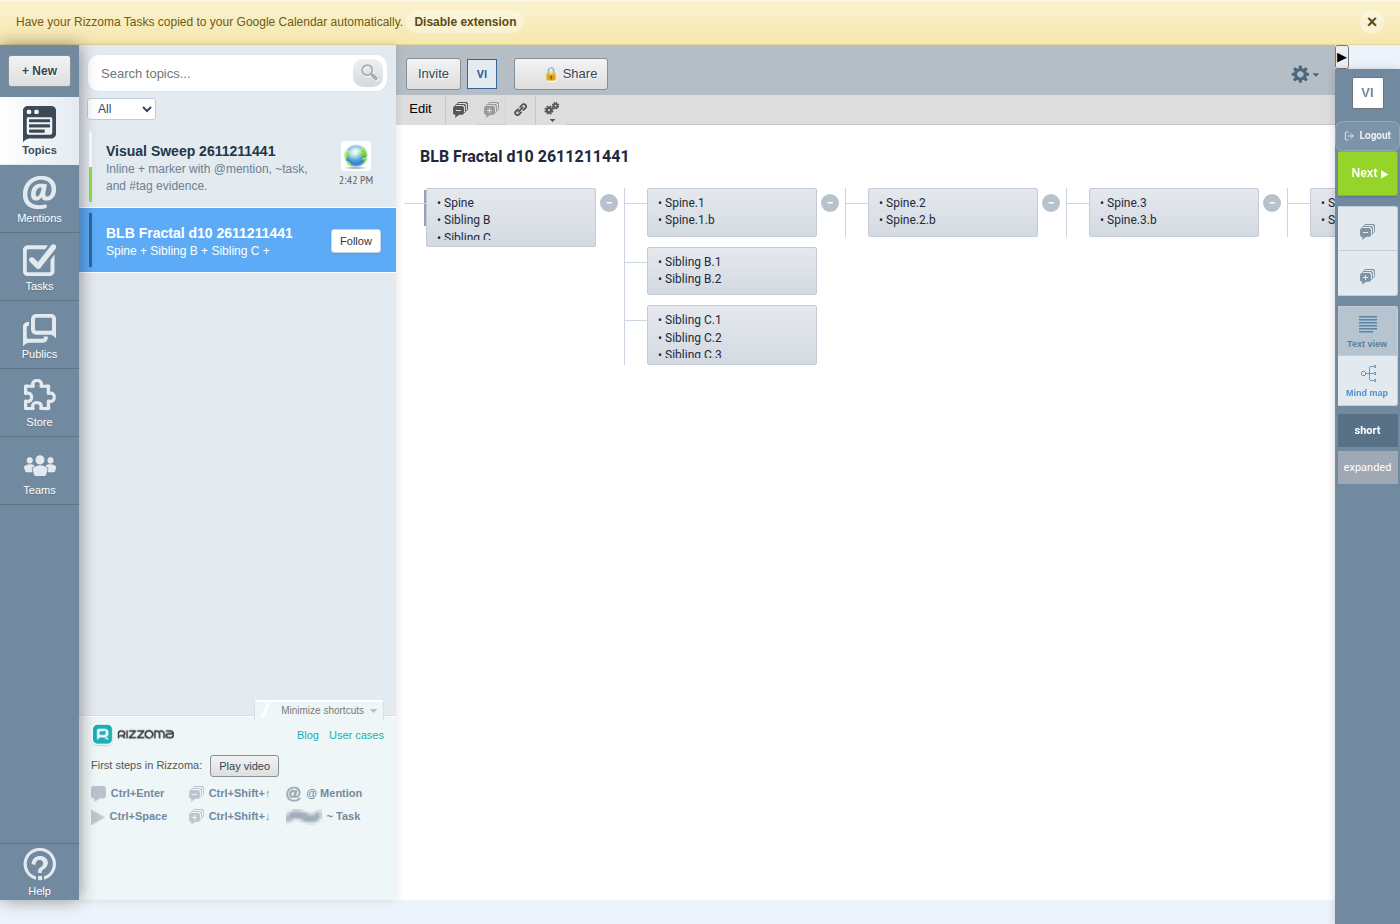 Have your Rizzoma Tasks copied to your Google Calendar automatically. Disable extension ×
+ New
Topics
Mentions
Tasks
Publics
Store
Teams
Help
Search topics...
All
Visual Sweep 2611211441
Inline + marker with @mention, ~task,
and #tag evidence.
2:42 PM
BLB Fractal d10 2611211441
Spine + Sibling B + Sibling C +
Follow
Minimize shortcuts
RIZZOMA
Blog User cases
First steps in Rizzoma: Play video
Ctrl+Enter Ctrl+Shift+↑ @ @ Mention
Ctrl+Space Ctrl+Shift+↓ ~ Task
Invite VI 🔒 Share
Edit
BLB Fractal d10 2611211441
• Spine
• Sibling B
• Sibling C
• Spine.1
• Spine.1.b
• Sibling B.1
• Sibling B.2
• Sibling C.1
• Sibling C.2
• Sibling C.3
• Spine.2
• Spine.2.b
• Spine.3
• Spine.3.b
• S
• S
VI
Logout
Next ▶
Text view
Mind map
short
expanded